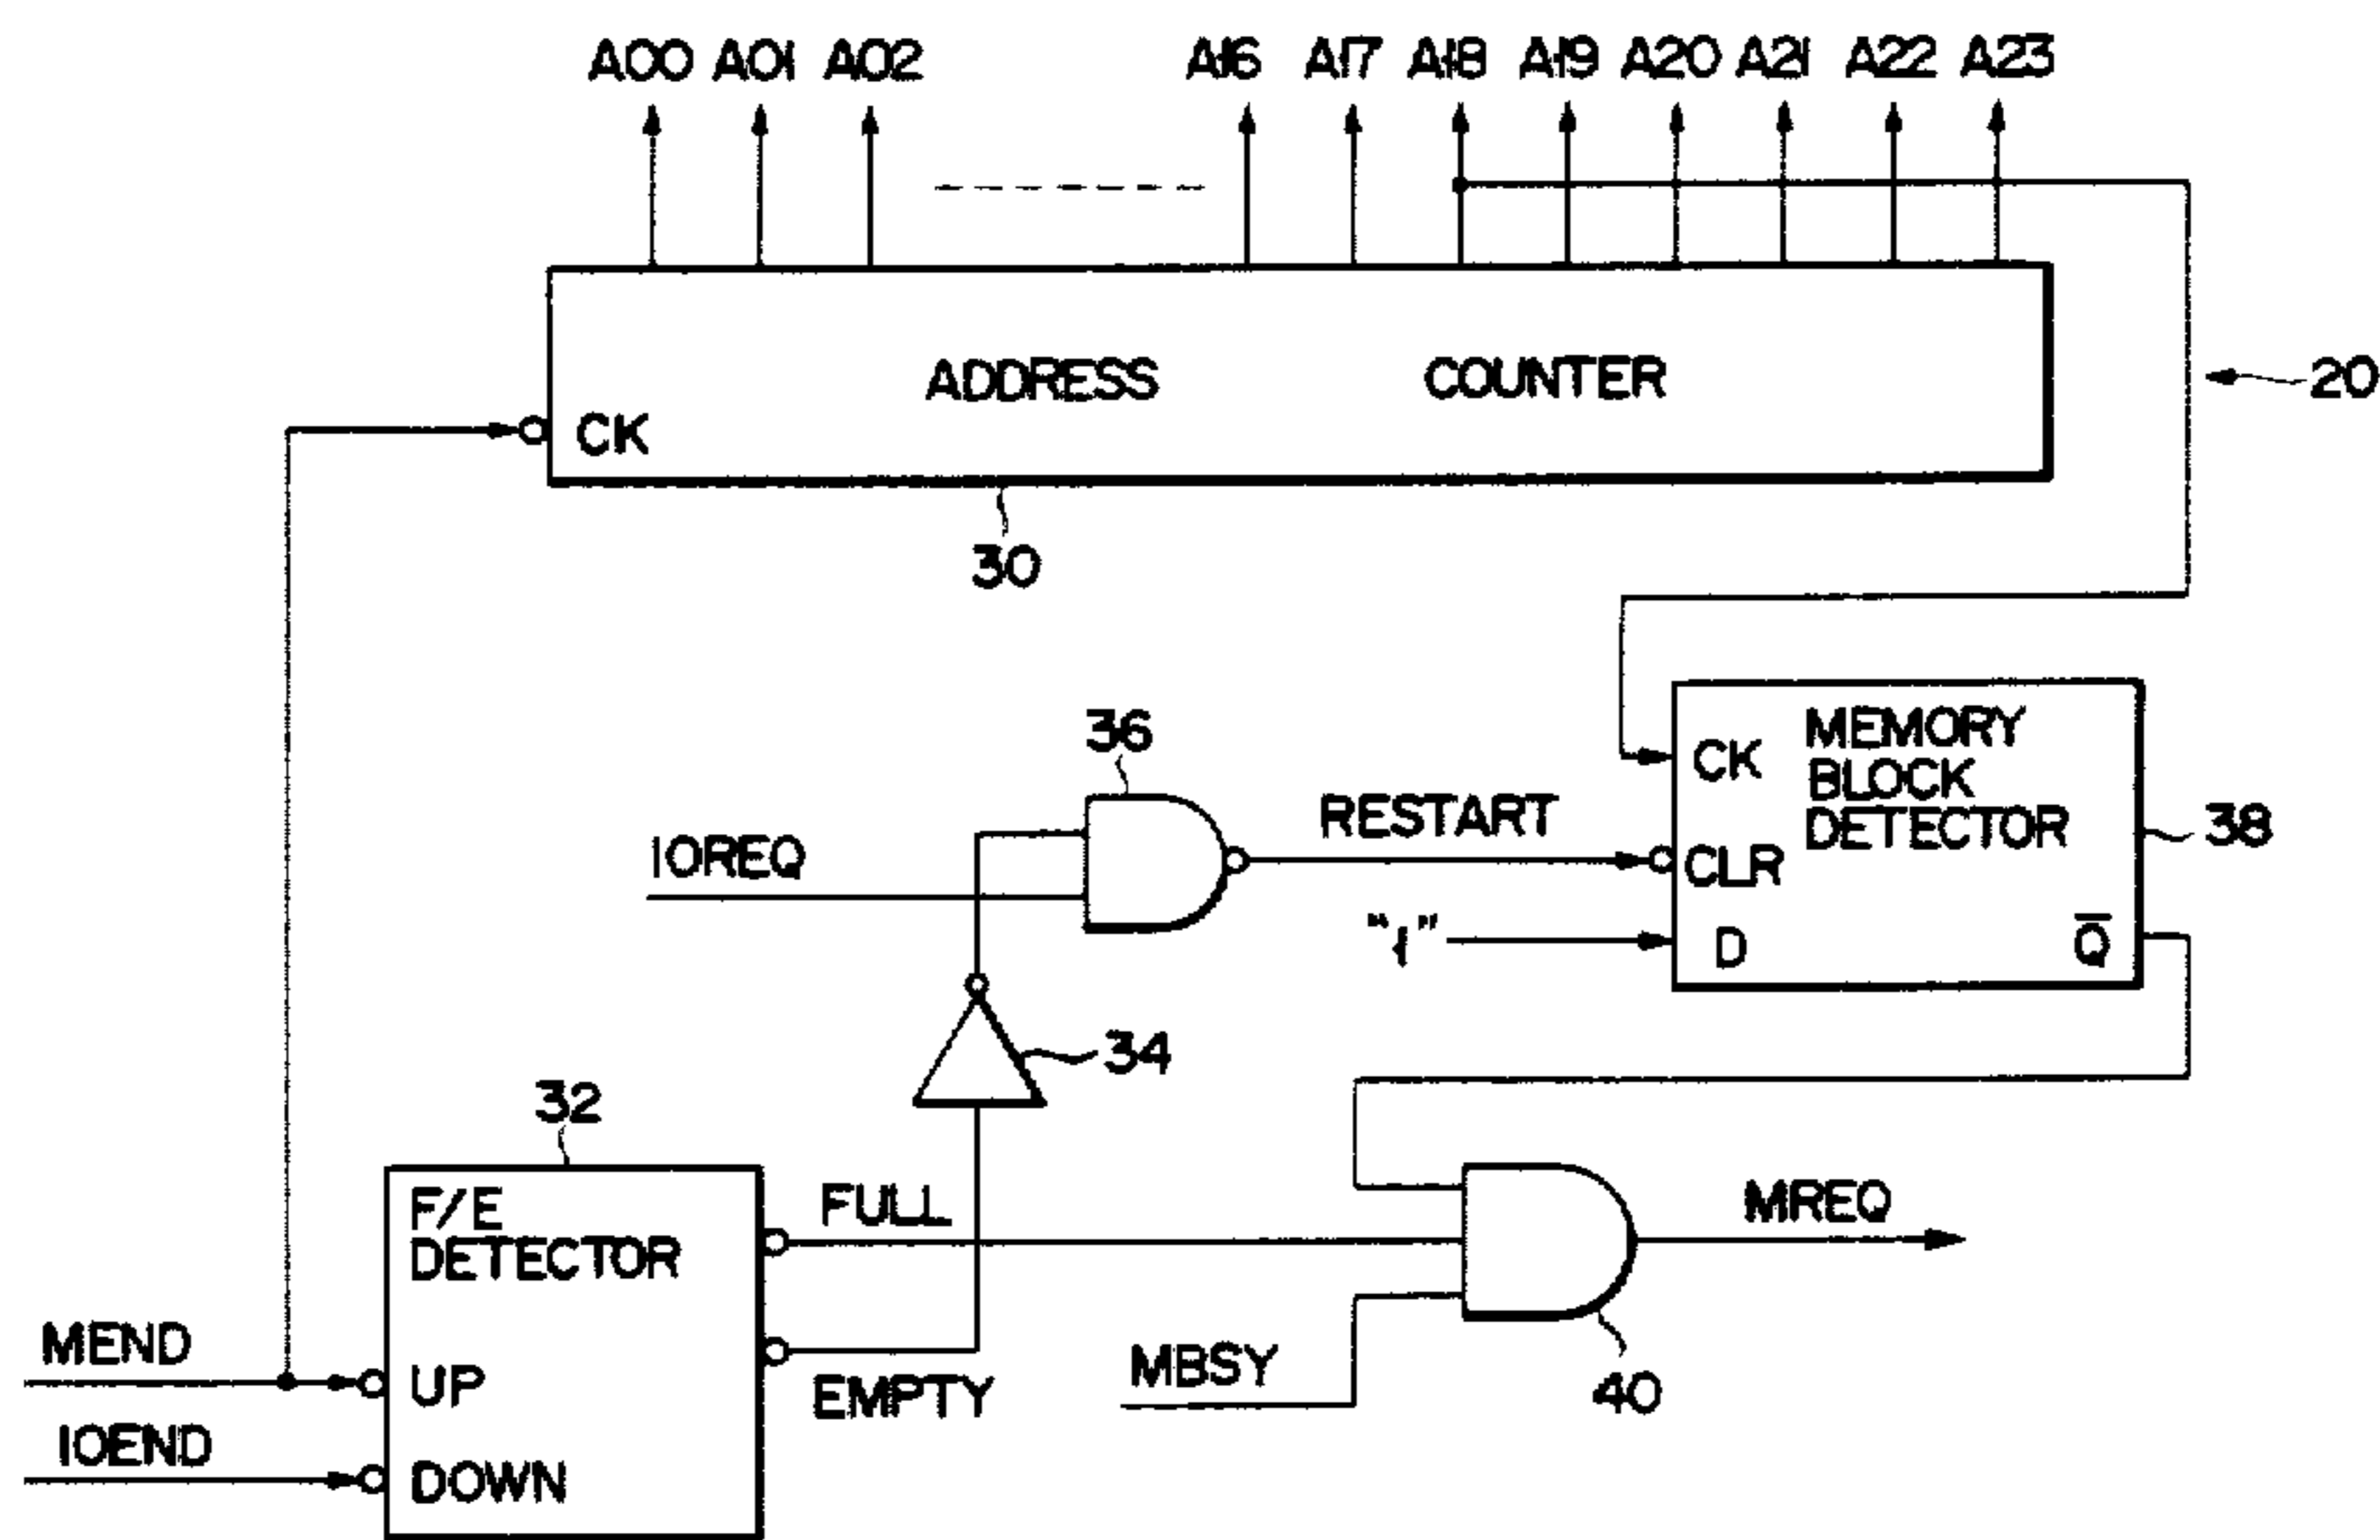 A00 A01 A02 A16 A17 A18 A19 A20 A21 A22 A23
ADDRESS COUNTER
20
CK
30
36
MEMORY
BLOCK
DETECTOR
CK
RESTART
38
IOREQ
CLR
"1"
D
Q̅
34
32
F/E
DETECTOR
FULL
MREQ
MEND
UP
EMPTY
MBSY
40
IOEND
DOWN